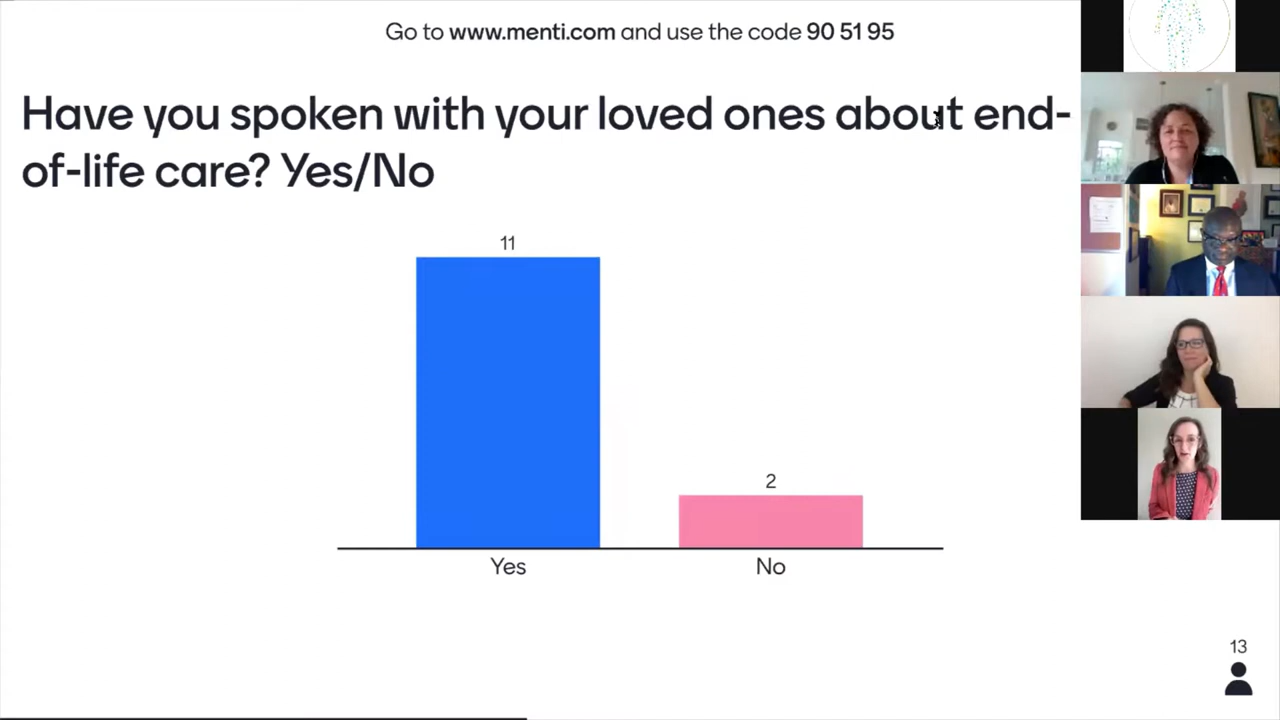 Go to www.menti.com and use the code 90 51 95
Have you spoken with your loved ones about end-
of-life care? Yes/No
11
2
Yes
No
13